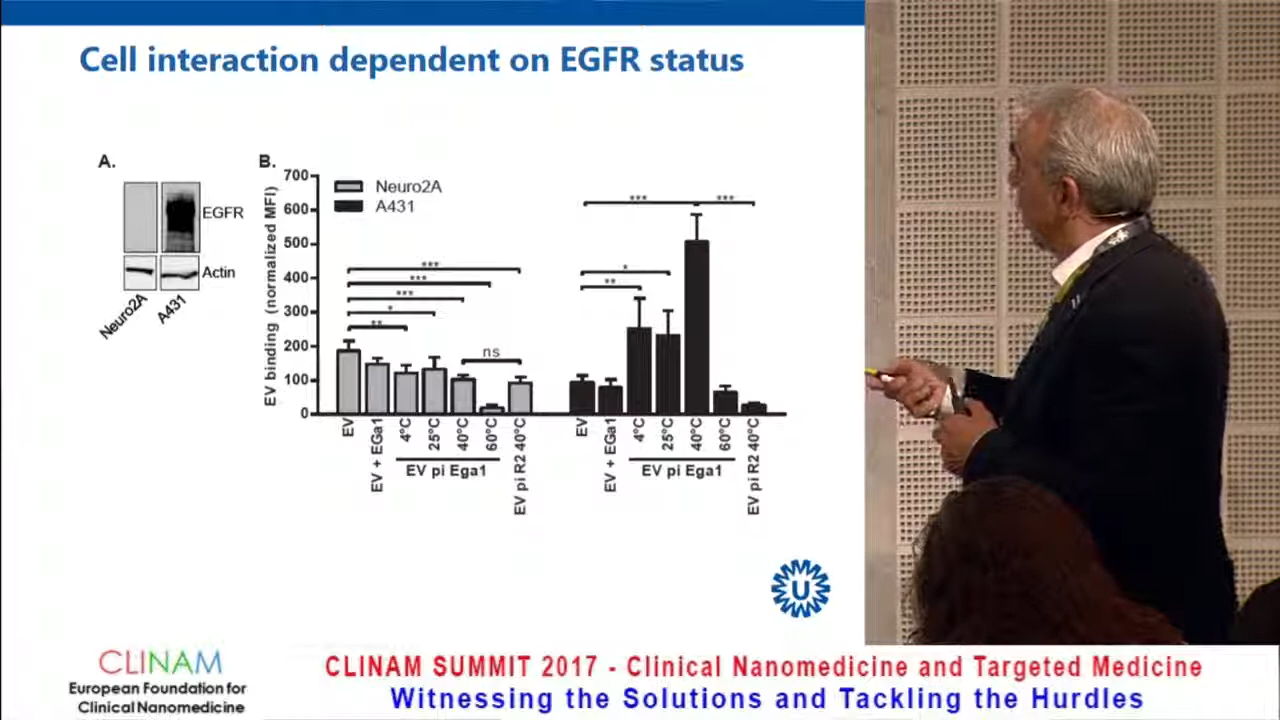 Cell interaction dependent on EGFR status
A.
EGFR
Actin
Neuro2A
A431
B.
EV binding (normalized MFI)
700
600
500
400
300
200
100
0
Neuro2A
A431
***
***
***
*
**
ns
***
***
*
**
EV
EV + EGa1
4°C
25°C
40°C
60°C
EV pi R2 40°C
EV pi Ega1
EV
EV + EGa1
4°C
25°C
40°C
60°C
EV pi R2 40°C
EV pi Ega1
U
CLINAM
European Foundation for
Clinical Nanomedicine
CLINAM SUMMIT 2017 - Clinical Nanomedicine and Targeted Medicine
Witnessing the Solutions and Tackling the Hurdles